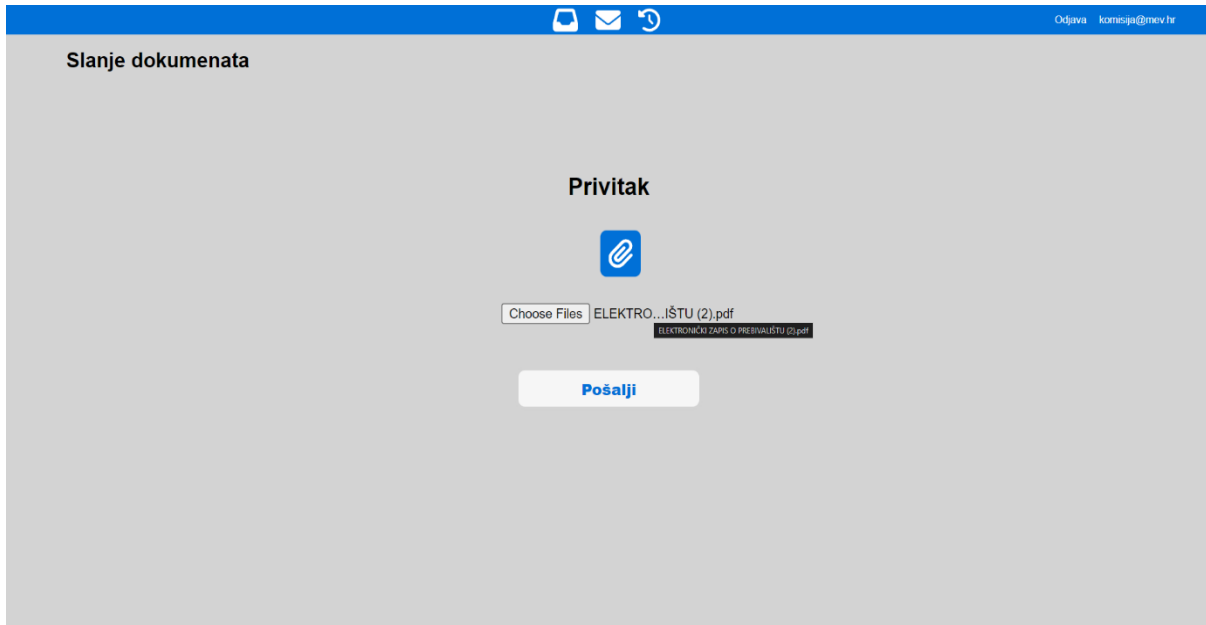 Odjava komisija@mev.hr
Slanje dokumenata
Privitak
Choose Files ELEKTRO...IŠTU (2).pdf
ELEKTRONIČKI ZAPIS O PREBIVALIŠTU (2).pdf
Pošalji